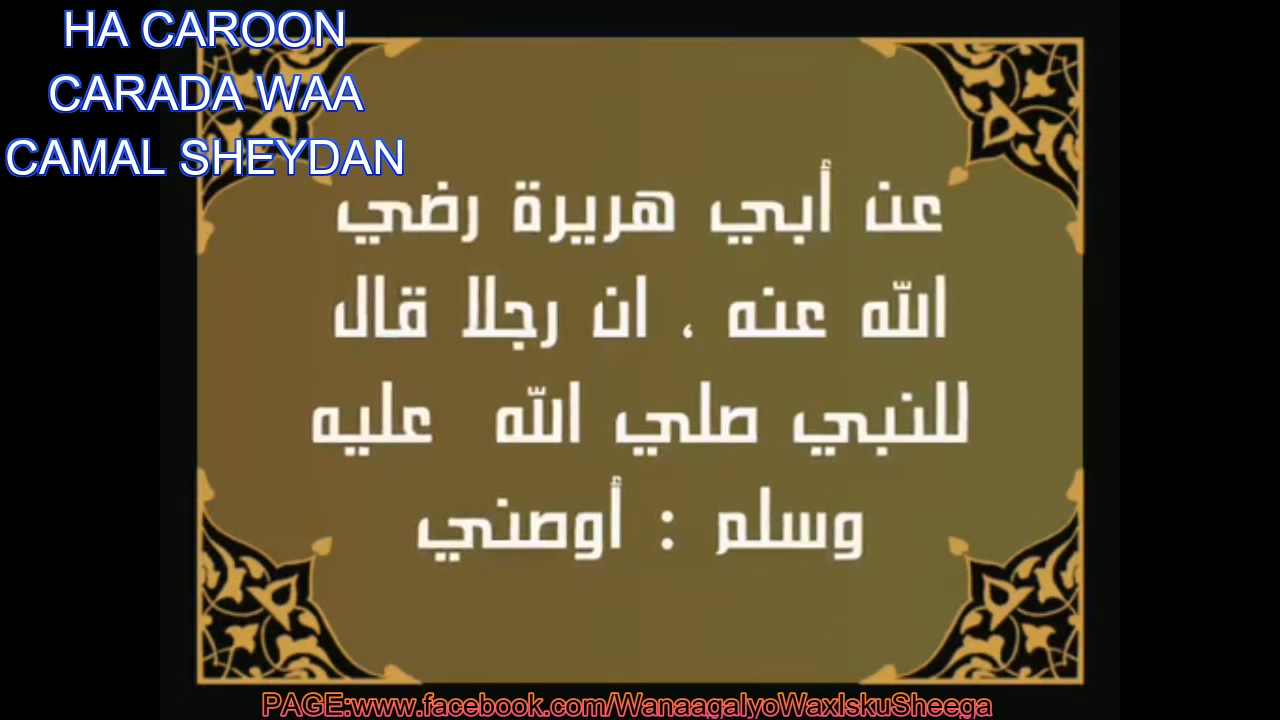 HA CAROON
CARADA WAA
CAMAL SHEYDAN
عن أبي هريرة رضي
الله عنه ، ان رجلا قال
للنبي صلي الله عليه
وسلم : أوصني
PAGE:www.facebook.com/WanaagalyoWaxIskuSheega